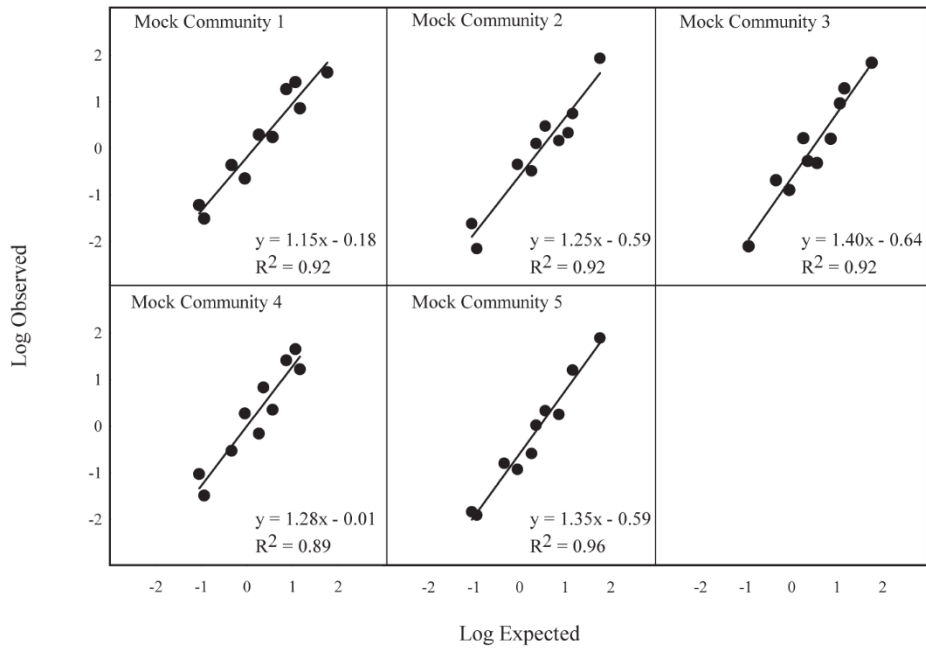 Mock Community 1
Mock Community 2
Mock Community 3
2
1
0
-1
-2
y = 1.15x - 0.18
R² = 0.92
y = 1.25x - 0.59
R² = 0.92
y = 1.40x - 0.64
R² = 0.92
Log Observed
Mock Community 4
Mock Community 5
2
1
0
-1
-2
y = 1.28x - 0.01
R² = 0.89
y = 1.35x - 0.59
R² = 0.96
-2 -1 0 1 2
-2 -1 0 1 2
-2 -1 0 1 2
Log Expected